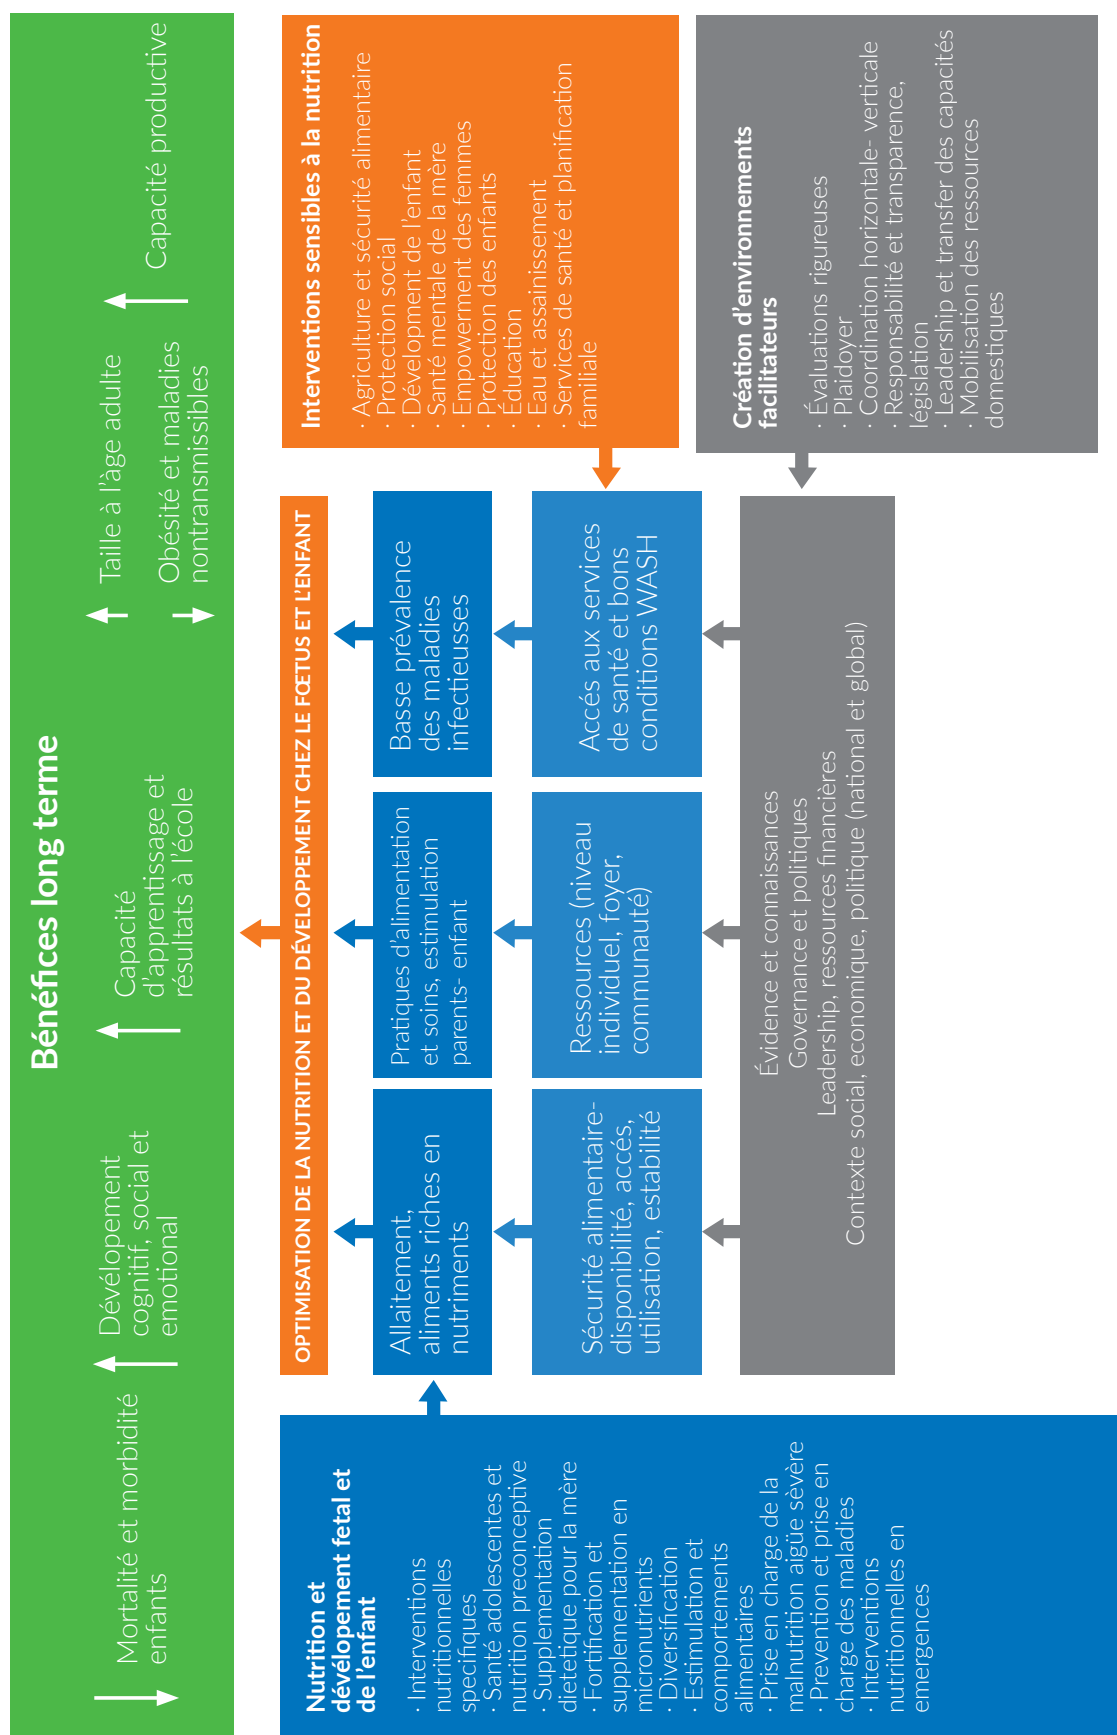 Bénéfices long terme
Mortalité et morbidité
enfants
Dévélopement
cognitif, social et
emotional
Capacité
d'apprentissage et
résultats à l'école
Taille à l'àge adulte
Obésité et maladies
nontransmissibles
Capacité productive
Nutrition et
dévélopement fetal et
de l'enfant
· Interventions
nutritionnelles
specifiques
· Santé adolescentes et
nutrition preconceptive
· Supplementation
dietetique pour la mère
· Fortification et
supplementation en
micronutrients
· Diversification
· Estimulation et
comportements
alimentaires
· Prise en charge de la
malnutrition aigüe sèvère
· Prevention et prise en
charge des maladies
· Interventions
nutritionnelles en
emergences
OPTIMISATION DE LA NUTRITION ET DU DÉVELOPPEMENT CHEZ LE FŒTUS ET L'ENFANT
Allaitement,
aliments riches en
nutriments
Pratiques d'alimentation
et soins, estimulation
parents- enfant
Basse prévalence
des maladies
infectieusses
Sécurité alimentaire-
disponibilité, accés,
utilisation, estabilité
Ressources (niveau
individuel, foyer,
communauté)
Accés aux services
de santé et bons
conditions WASH
Évidence et connaissances
Governance et politiques
Leadership, ressources financières
Contexte social, economique, politique (national et global)
Interventions sensibles à la nutrition
· Agriculture et sécurité alimentaire
· Protection social
· Dévelopment de l'enfant
· Santé mentale de la mère
· Empowerment des femmes
· Protection des enfants
· Éducation
· Eau et assainissement
· Services de santé et planification
familiale
Création d'environements
facilitateurs
· Évaluations rigureuses
· Plaidoyer
· Coordination horizontale- verticale
· Responsabilité et transparence,
législation
· Leadership et transfer des capacités
· Mobilisation des ressources
domestiques